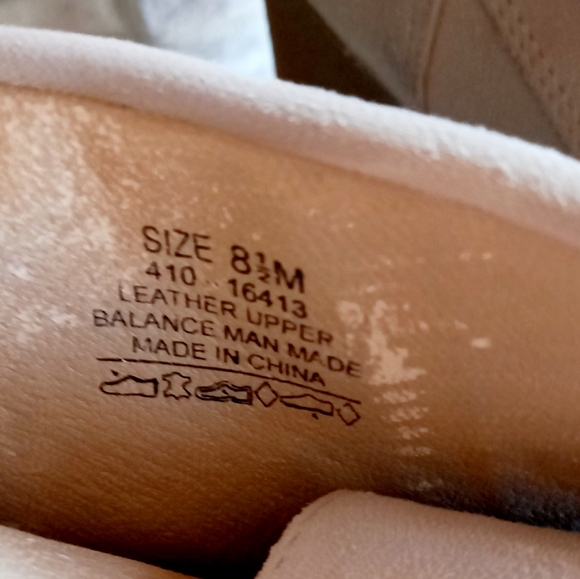 SIZE 8½M
410 16413
LEATHER UPPER
BALANCE MAN MADE
MADE IN CHINA